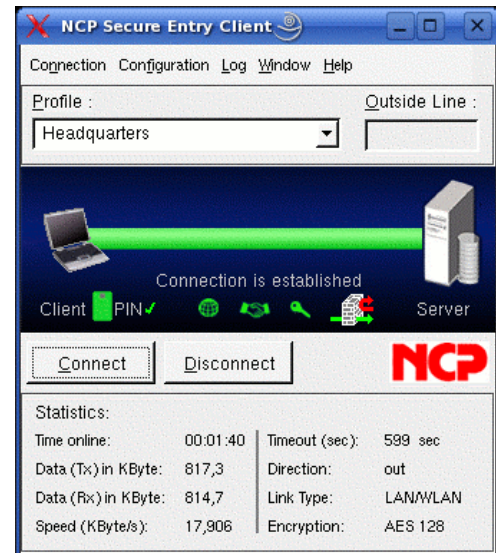 NCP Secure Entry Client
Connection Configuration Log Window Help
Profile : Outside Line :
Headquarters
Connection is established
Client PIN✓ Server
Connect Disconnect NCP
Statistics:
Time online: 00:01:40 Timeout (sec): 599 sec
Data (Tx) in KByte: 817,3 Direction: out
Data (Rx) in KByte: 814,7 Link Type: LAN/WLAN
Speed (KByte/s): 17,906 Encryption: AES 128